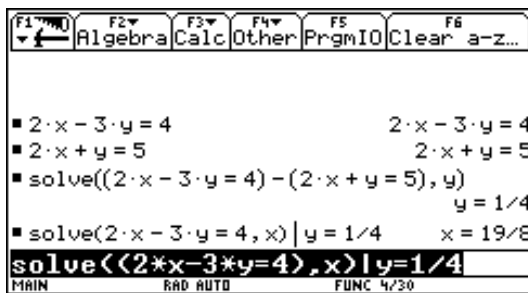 F1 F2 Algebra F3 Calc F4 Other F5 PrgmIO F6 Clear a-z…
2·x - 3·y = 4 2·x - 3·y = 4
2·x + y = 5 2·x + y = 5
solve((2·x - 3·y = 4) - (2·x + y = 5), y)
y = 1/4
solve(2·x - 3·y = 4, x) | y = 1/4 x = 19/8
solve((2*x-3*y=4),x)|y=1/4
MAIN RAD AUTO FUNC 4/30